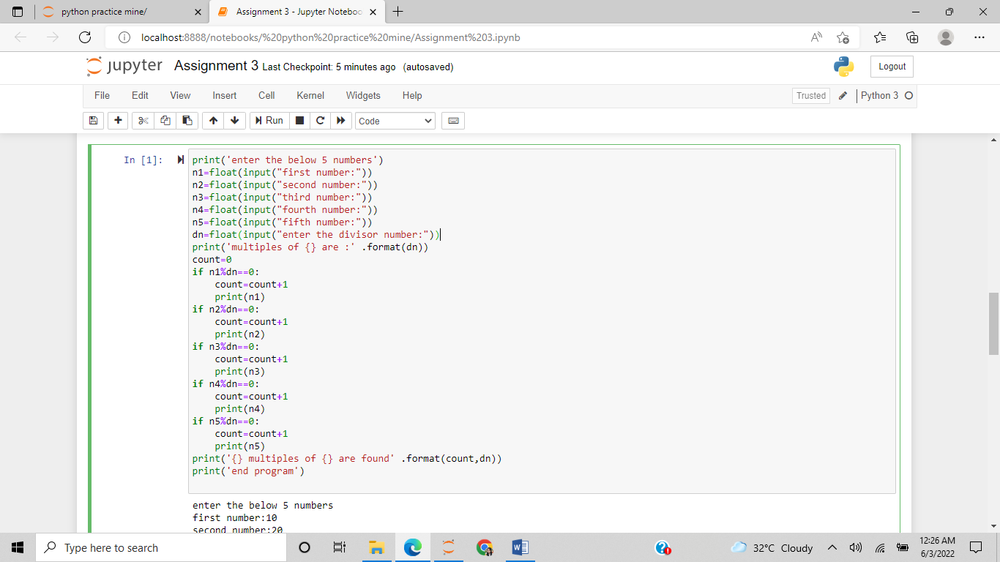 python practice mine/
Assignment 3 - Jupyter Noteboo
localhost:8888/notebooks/%20python%20practice%20mine/Assignment%203.ipynb
jupyter Assignment 3 Last Checkpoint: 5 minutes ago (autosaved)
Logout
File Edit View Insert Cell Kernel Widgets Help
Trusted
Python 3
Run
Code
In [1]:
print('enter the below 5 numbers')
n1=float(input("first number:"))
n2=float(input("second number:"))
n3=float(input("third number:"))
n4=float(input("fourth number:"))
n5=float(input("fifth number:"))
dn=float(input("enter the divisor number:"))
print('multiples of {} are :' .format(dn))
count=0
if n1%dn==0:
    count=count+1
    print(n1)
if n2%dn==0:
    count=count+1
    print(n2)
if n3%dn==0:
    count=count+1
    print(n3)
if n4%dn==0:
    count=count+1
    print(n4)
if n5%dn==0:
    count=count+1
    print(n5)
print('{} multiples of {} are found' .format(count,dn))
print('end program')
enter the below 5 numbers
first number:10
second number:20
Type here to search
32°C Cloudy
12:26 AM
6/3/2022